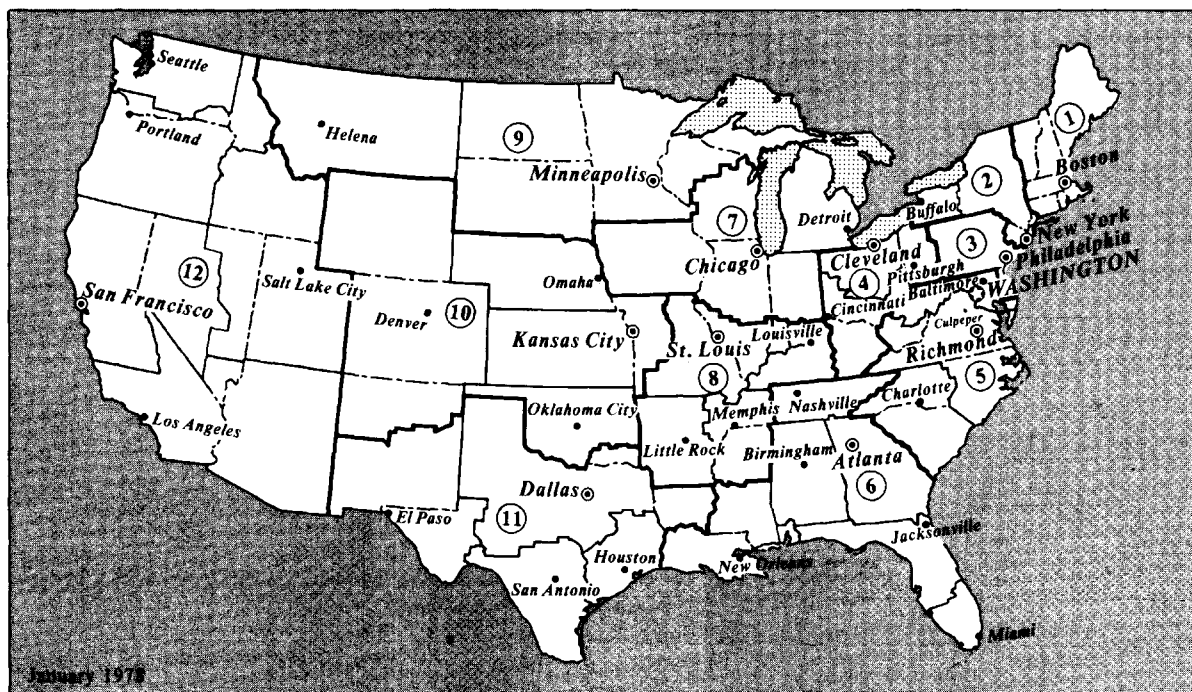 Seattle
Portland
Helena
9
Minneapolis
1
Boston
2
Buffalo
Detroit
7
Chicago
New York
3
Philadelphia
WASHINGTON
Cleveland
Pittsburgh
4
Baltimore
Cincinnati
12
San Francisco
Salt Lake City
Omaha
Denver
10
Kansas City
St. Louis
Louisville
Culpeper
Richmond
8
5
Charlotte
Los Angeles
Oklahoma City
Memphis
Nashville
Little Rock
Birmingham
Atlanta
6
Dallas
11
El Paso
Houston
San Antonio
New Orleans
Jacksonville
Miami
January 1978